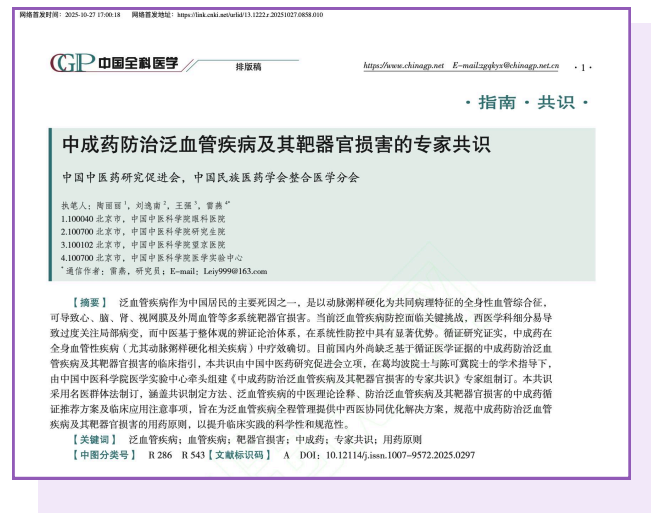 网络首发时间：2025-10-27 17:00:18 网络首发地址：https://link.cnki.net/urlid/13.1222.r.20251027.0858.010
CGP 中国全科医学 排版稿 https://www.chinagp.net E-mail:zgqkyx@chinagp.net.cn ·1·
·指南·共识·
中成药防治泛血管疾病及其靶器官损害的专家共识
中国中医药研究促进会，中国民族医药学会整合医学分会
执笔人：陶丽丽 1，刘逸南 2，王强 3，雷燕 4*
1.100040 北京市，中国中医科学院眼科医院
2.100700 北京市，中国中医科学院研究生院
3.100102 北京市，中国中医科学院望京医院
4.100700 北京市，中国中医科学院医学实验中心
*通信作者：雷燕，研究员；E-mail：Leiy999@163.com
【摘要】 泛血管疾病作为中国居民的主要死因之一，是以动脉粥样硬化为共同病理特征的全身性血管综合征，
可导致心、脑、肾、视网膜及外周血管等多系统靶器官损害。当前泛血管疾病防控面临关键挑战，西医学科细分易导
致过度关注局部病变，而中医基于整体观的辨证论治体系，在系统性防控中具有显著优势。循证研究证实，中成药在
全身血管性疾病（尤其动脉粥样硬化相关疾病）中疗效确切。目前国内外尚缺乏基于循证医学证据的中成药防治泛血
管疾病及其靶器官损害的临床指引，本共识由中国中医药研究促进会立项，在葛均波院士与陈可冀院士的学术指导下，
由中国中医科学院医学实验中心牵头组建《中成药防治泛血管疾病及其靶器官损害的专家共识》专家组制订。本共识
采用名医群体法制订，涵盖共识制定方法、泛血管疾病的中医理论诠释、防治泛血管疾病及靶器官损害的中成药循
证推荐方案及临床应用注意事项，旨在为泛血管疾病全程管理提供中西医协同优化解决方案，规范中成药防治泛血管
疾病及其靶器官损害的用药原则，以提升临床实践的科学性和规范性。
【关键词】 泛血管疾病；血管疾病；靶器官损害；中成药；专家共识；用药原则
【中图分类号】 R 286 R 543【文献标识码】 A DOI：10.12114/j.issn.1007-9572.2025.0297